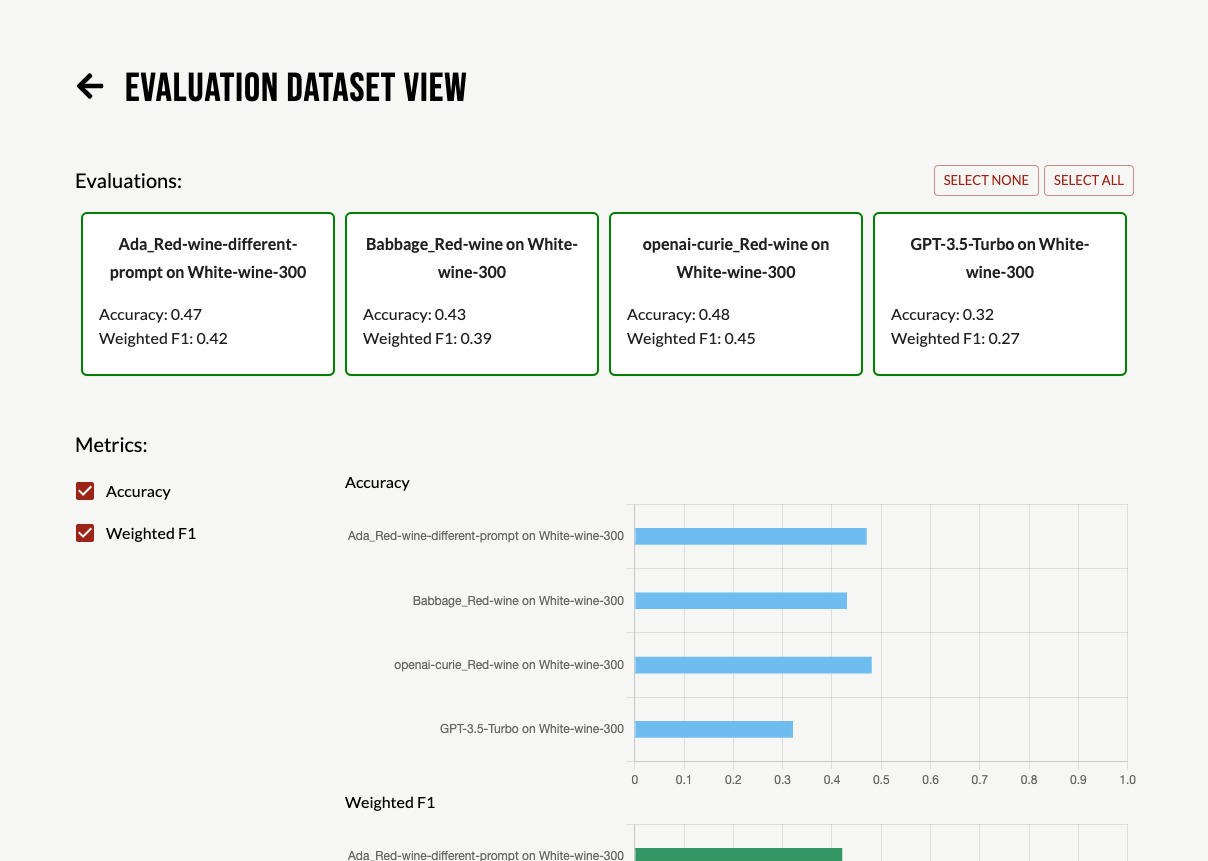 EVALUATION DATASET VIEW
Evaluations:
SELECT NONE
SELECT ALL
Ada_Red-wine-different-
prompt on White-wine-300
Accuracy: 0.47
Weighted F1: 0.42
Babbage_Red-wine on White-
wine-300
Accuracy: 0.43
Weighted F1: 0.39
openai-curie_Red-wine on
White-wine-300
Accuracy: 0.48
Weighted F1: 0.45
GPT-3.5-Turbo on White-
wine-300
Accuracy: 0.32
Weighted F1: 0.27
Metrics:
Accuracy
Weighted F1
Accuracy
Ada_Red-wine-different-prompt on White-wine-300
Babbage_Red-wine on White-wine-300
openai-curie_Red-wine on White-wine-300
GPT-3.5-Turbo on White-wine-300
0 0.1 0.2 0.3 0.4 0.5 0.6 0.7 0.8 0.9 1.0
Weighted F1
Ada_Red-wine-different-prompt on White-wine-300